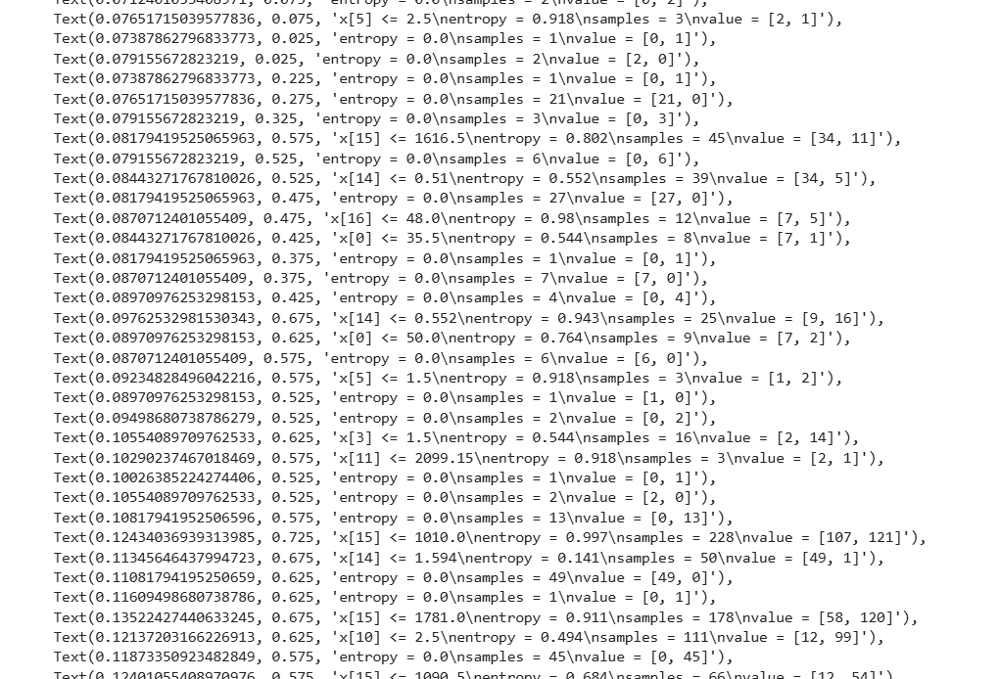 Text(0.07124010554089​71, 0.075, 'entropy = 0.0\nsamples = 2\nvalue = [0, 2]'),
Text(0.07651715039577836, 0.075, 'x[5] <= 2.5\nentropy = 0.918\nsamples = 3\nvalue = [2, 1]'),
Text(0.07387862796833773, 0.025, 'entropy = 0.0\nsamples = 1\nvalue = [0, 1]'),
Text(0.079155672823219, 0.025, 'entropy = 0.0\nsamples = 2\nvalue = [2, 0]'),
Text(0.07387862796833773, 0.225, 'entropy = 0.0\nsamples = 1\nvalue = [0, 1]'),
Text(0.07651715039577836, 0.275, 'entropy = 0.0\nsamples = 21\nvalue = [21, 0]'),
Text(0.079155672823219, 0.325, 'entropy = 0.0\nsamples = 3\nvalue = [0, 3]'),
Text(0.08179419525065963, 0.575, 'x[15] <= 1616.5\nentropy = 0.802\nsamples = 45\nvalue = [34, 11]'),
Text(0.079155672823219, 0.525, 'entropy = 0.0\nsamples = 6\nvalue = [0, 6]'),
Text(0.08443271767810026, 0.525, 'x[14] <= 0.51\nentropy = 0.552\nsamples = 39\nvalue = [34, 5]'),
Text(0.08179419525065963, 0.475, 'entropy = 0.0\nsamples = 27\nvalue = [27, 0]'),
Text(0.0870712401055409, 0.475, 'x[16] <= 48.0\nentropy = 0.98\nsamples = 12\nvalue = [7, 5]'),
Text(0.08443271767810026, 0.425, 'x[0] <= 35.5\nentropy = 0.544\nsamples = 8\nvalue = [7, 1]'),
Text(0.08179419525065963, 0.375, 'entropy = 0.0\nsamples = 1\nvalue = [0, 1]'),
Text(0.0870712401055409, 0.375, 'entropy = 0.0\nsamples = 7\nvalue = [7, 0]'),
Text(0.08970976253298153, 0.425, 'entropy = 0.0\nsamples = 4\nvalue = [0, 4]'),
Text(0.09762532981530343, 0.675, 'x[14] <= 0.552\nentropy = 0.943\nsamples = 25\nvalue = [9, 16]'),
Text(0.08970976253298153, 0.625, 'x[0] <= 50.0\nentropy = 0.764\nsamples = 9\nvalue = [7, 2]'),
Text(0.0870712401055409, 0.575, 'entropy = 0.0\nsamples = 6\nvalue = [6, 0]'),
Text(0.09234828496042216, 0.575, 'x[5] <= 1.5\nentropy = 0.918\nsamples = 3\nvalue = [1, 2]'),
Text(0.08970976253298153, 0.525, 'entropy = 0.0\nsamples = 1\nvalue = [1, 0]'),
Text(0.09498680738786279, 0.525, 'entropy = 0.0\nsamples = 2\nvalue = [0, 2]'),
Text(0.10554089709762533, 0.625, 'x[3] <= 1.5\nentropy = 0.544\nsamples = 16\nvalue = [2, 14]'),
Text(0.10290237467018469, 0.575, 'x[11] <= 2099.15\nentropy = 0.918\nsamples = 3\nvalue = [2, 1]'),
Text(0.10026385224274406, 0.525, 'entropy = 0.0\nsamples = 1\nvalue = [0, 1]'),
Text(0.10554089709762533, 0.525, 'entropy = 0.0\nsamples = 2\nvalue = [2, 0]'),
Text(0.10817941952506596, 0.575, 'entropy = 0.0\nsamples = 13\nvalue = [0, 13]'),
Text(0.12434036939313985, 0.725, 'x[15] <= 1010.0\nentropy = 0.997\nsamples = 228\nvalue = [107, 121]'),
Text(0.11345646437994723, 0.675, 'x[14] <= 1.594\nentropy = 0.141\nsamples = 50\nvalue = [49, 1]'),
Text(0.11081794195250659, 0.625, 'entropy = 0.0\nsamples = 49\nvalue = [49, 0]'),
Text(0.11609498680738786, 0.625, 'entropy = 0.0\nsamples = 1\nvalue = [0, 1]'),
Text(0.13522427440633245, 0.675, 'x[15] <= 1781.0\nentropy = 0.911\nsamples = 178\nvalue = [58, 120]'),
Text(0.12137203166226913, 0.625, 'x[10] <= 2.5\nentropy = 0.494\nsamples = 111\nvalue = [12, 99]'),
Text(0.11873350923482849, 0.575, 'entropy = 0.0\nsamples = 45\nvalue = [0, 45]'),
Text(0.12401055408970976, 0.575, 'x[15] <= 1090.5\nentropy = 0.684\nsamples = 66\nvalue = [12, 54]'),